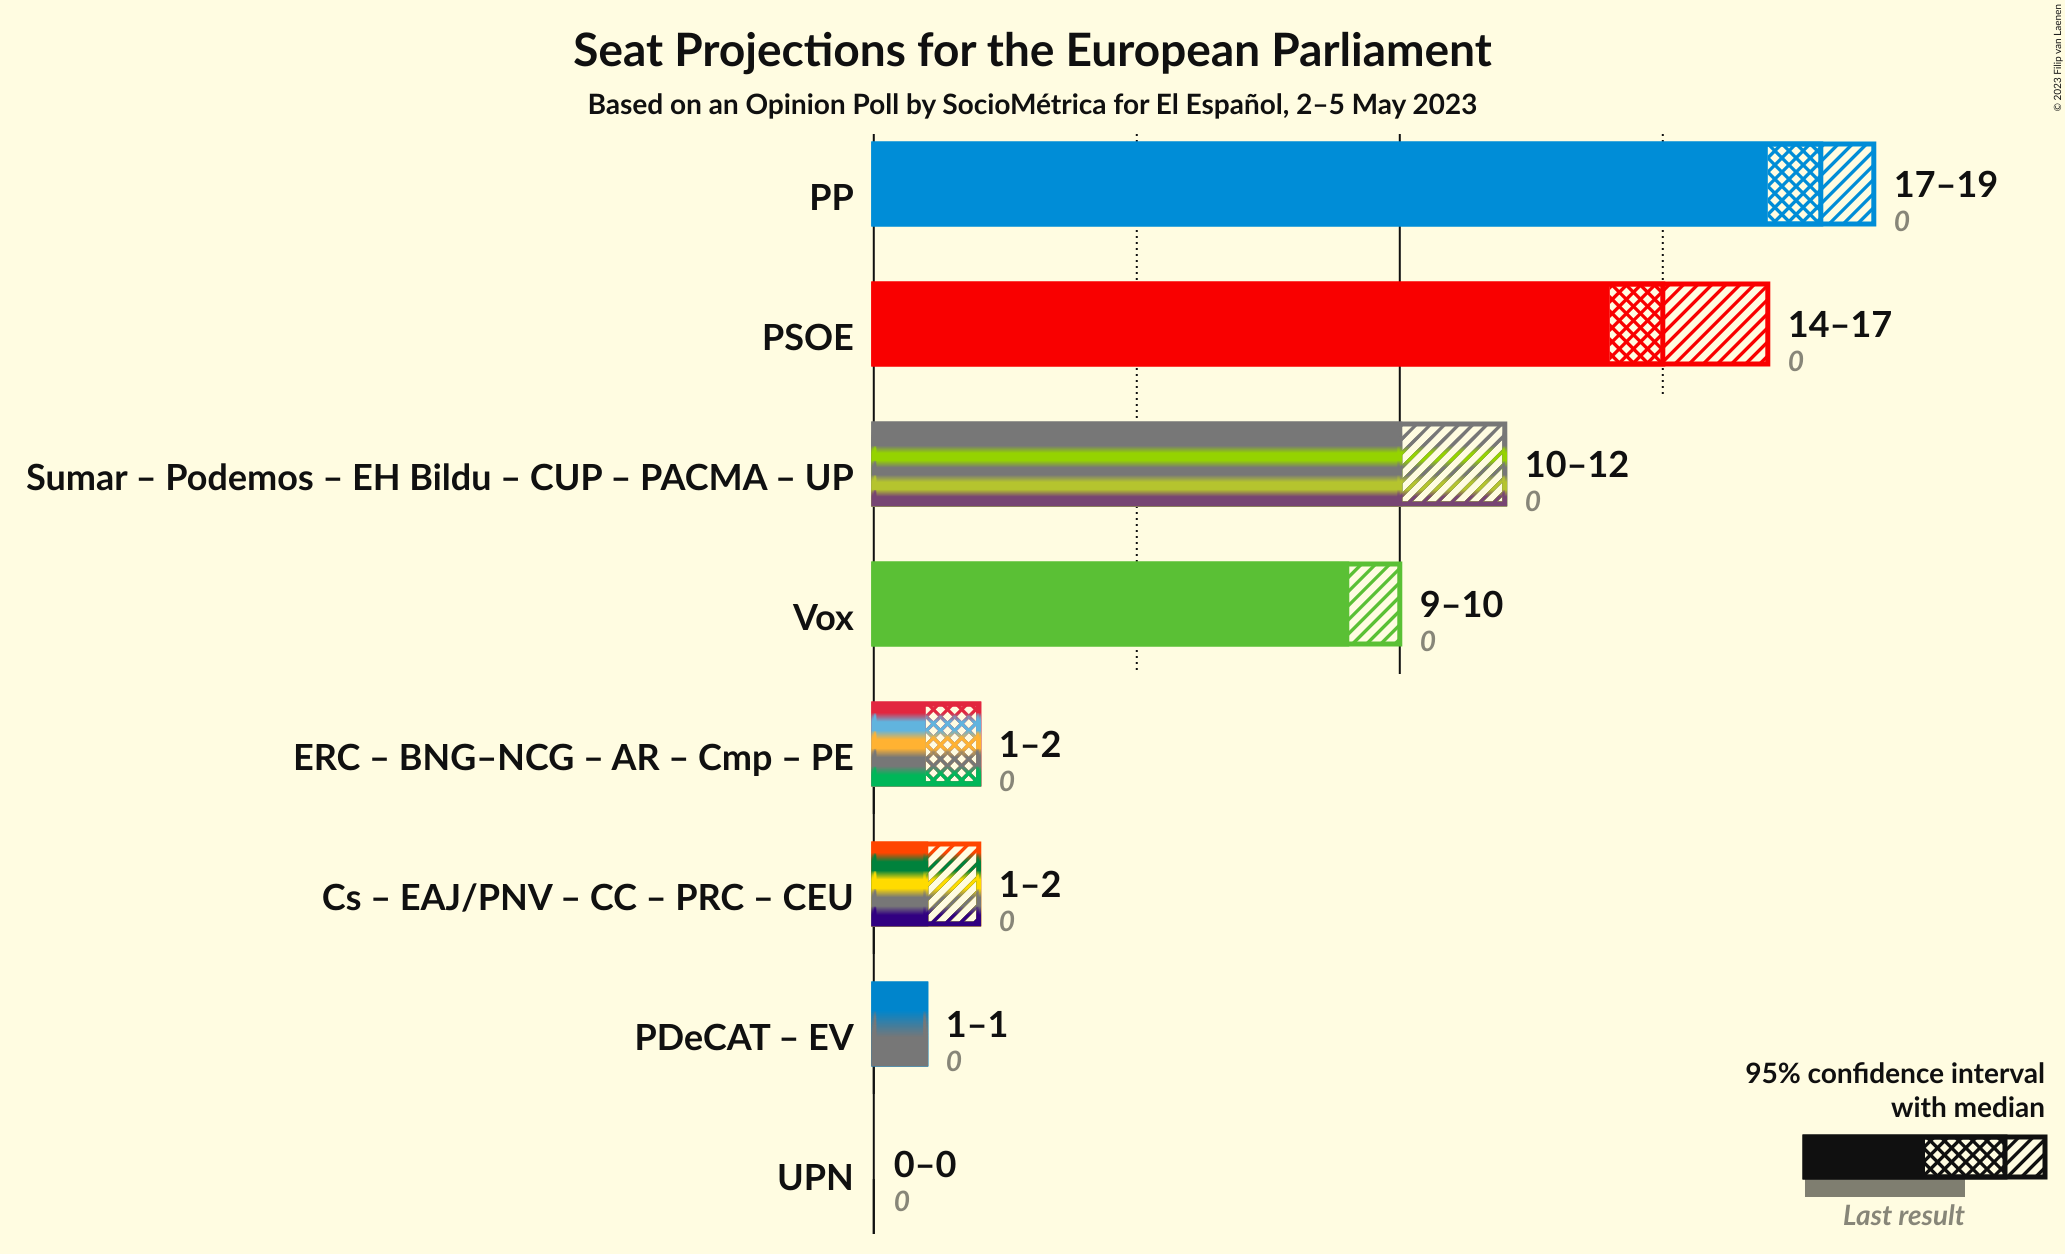 Seat Projections for the European Parliament
Based on an Opinion Poll by SocioMétrica for El Español, 2–5 May 2023
© 2023 Filip van Laenen
PP
17–19
0
PSOE
14–17
0
Sumar – Podemos – EH Bildu – CUP – PACMA – UP
10–12
0
Vox
9–10
0
ERC – BNG–NCG – AR – Cmp – PE
1–2
0
Cs – EAJ/PNV – CC – PRC – CEU
1–2
0
PDeCAT – EV
1–1
0
UPN
0–0
0
95% confidence interval
with median
Last result